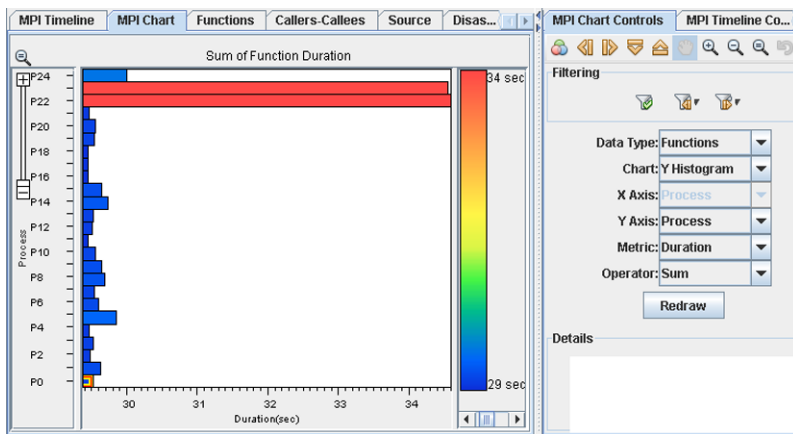 MPI Timeline MPI Chart Functions Callers-Callees Source Disas...
MPI Chart Controls MPI Timeline Co...
Sum of Function Duration
Filtering
P24
P22
P20
P18
P16
P14
P12
P10
P8
P6
P4
P2
P0
Process
34 sec
29 sec
30 31 32 33 34
Duration(sec)
Data Type: Functions
Chart: Y Histogram
X Axis: Process
Y Axis: Process
Metric: Duration
Operator: Sum
Redraw
Details